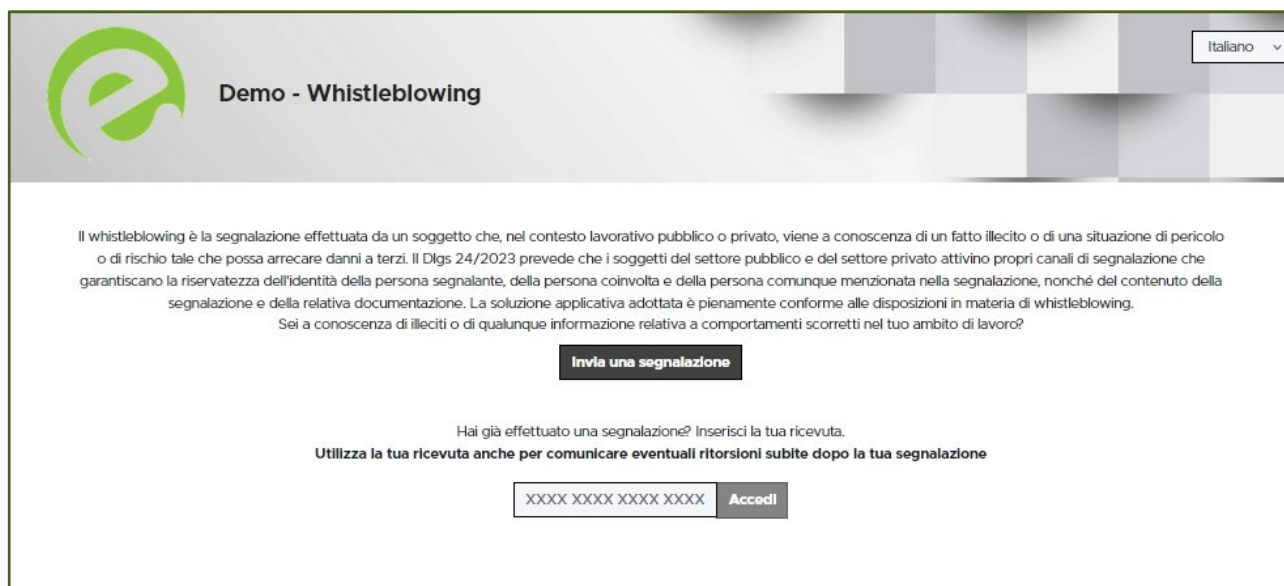 Italiano
Demo - Whistleblowing
Il whistleblowing è la segnalazione effettuata da un soggetto che, nel contesto lavorativo pubblico o privato, viene a conoscenza di un fatto illecito o di una situazione di pericolo
o di rischio tale che possa arrecare danni a terzi. Il Dlgs 24/2023 prevede che i soggetti del settore pubblico e del settore privato attivino propri canali di segnalazione che
garantiscano la riservatezza dell'identità della persona segnalante, della persona coinvolta e della persona comunque menzionata nella segnalazione, nonché del contenuto della
segnalazione e della relativa documentazione. La soluzione applicativa adottata è pienamente conforme alle disposizioni in materia di whistleblowing.
Sei a conoscenza di illeciti o di qualunque informazione relativa a comportamenti scorretti nel tuo ambito di lavoro?
Invia una segnalazione
Hai già effettuato una segnalazione? Inserisci la tua ricevuta.
Utilizza la tua ricevuta anche per comunicare eventuali ritorsioni subite dopo la tua segnalazione
XXXX XXXX XXXX XXXX Accedi